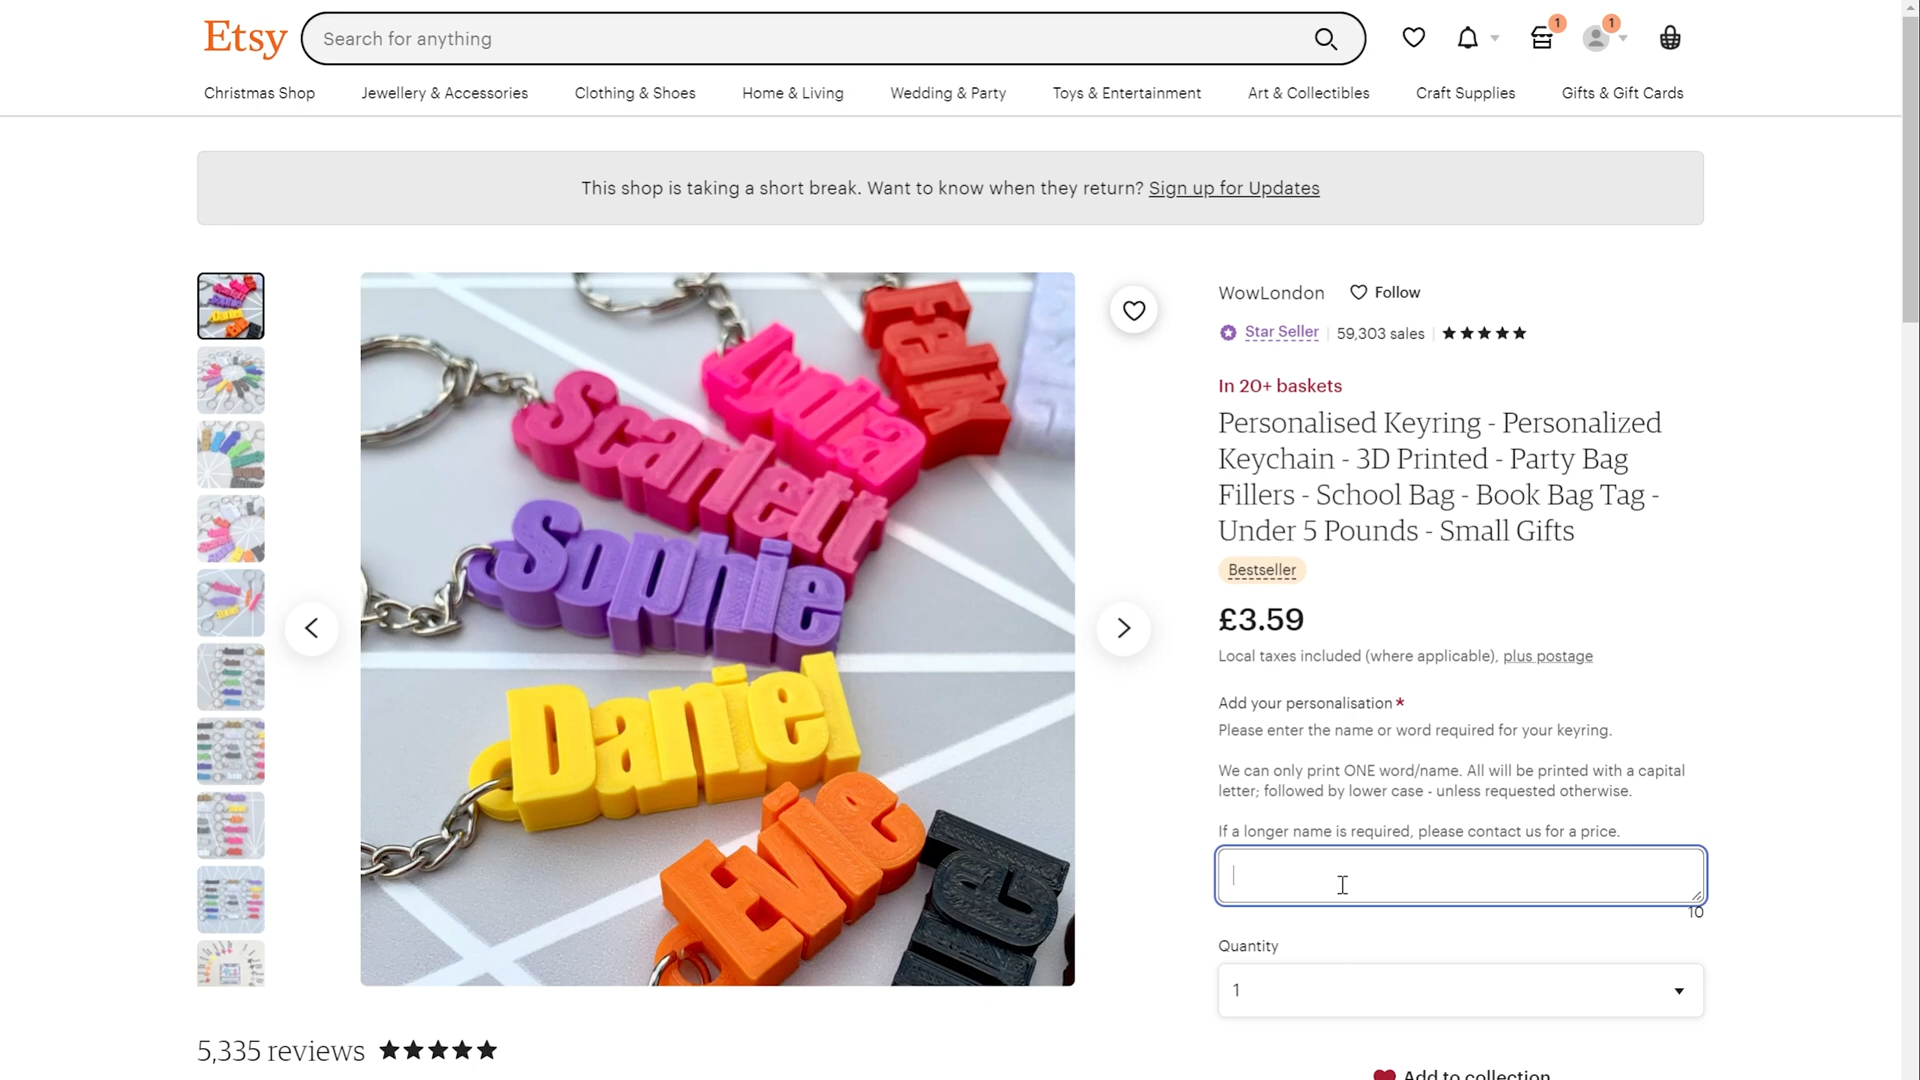 Etsy
Search for anything
1
1
Christmas Shop
Jewellery & Accessories
Clothing & Shoes
Home & Living
Wedding & Party
Toys & Entertainment
Art & Collectibles
Craft Supplies
Gifts & Gift Cards
This shop is taking a short break. Want to know when they return? Sign up for Updates
WowLondon
Follow
Star Seller
59,303 sales
In 20+ baskets
Personalised Keyring - Personalized
Keychain - 3D Printed - Party Bag
Fillers - School Bag - Book Bag Tag -
Under 5 Pounds - Small Gifts
Bestseller
£3.59
Local taxes included (where applicable), plus postage
Add your personalisation *
Please enter the name or word required for your keyring.
We can only print ONE word/name. All will be printed with a capital
letter; followed by lower case - unless requested otherwise.
If a longer name is required, please contact us for a price.
10
Quantity
1
Add to collection
Lydia
Scarlett
Sophie
Daniel
Evie
5,335 reviews